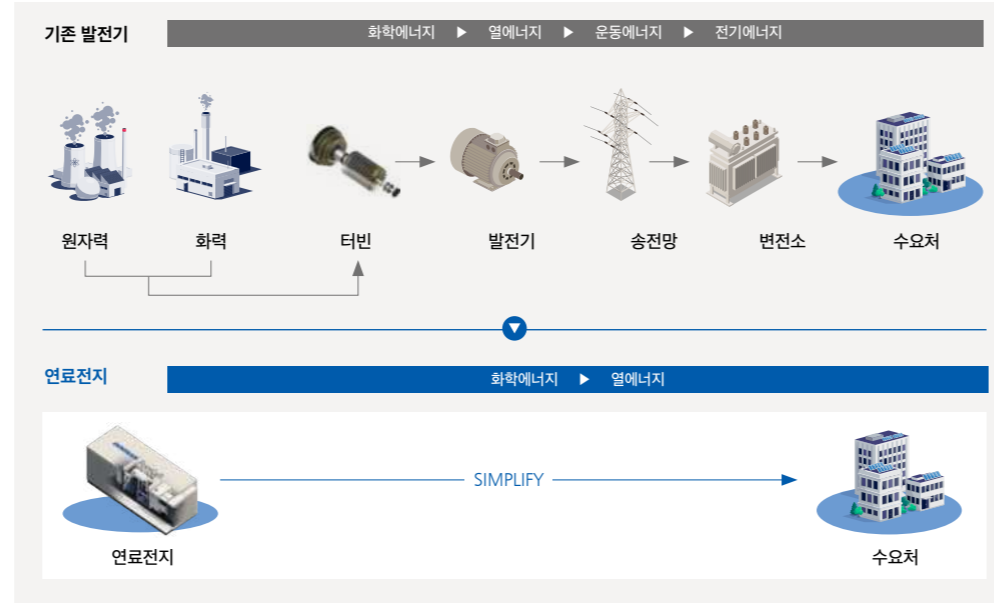 기존 발전기
화학에너지 ▶ 열에너지 ▶ 운동에너지 ▶ 전기에너지
원자력 화력 터빈 발전기 송전망 변전소 수요처
연료전지
화학에너지 ▶ 열에너지
SIMPLIFY
연료전지 수요처